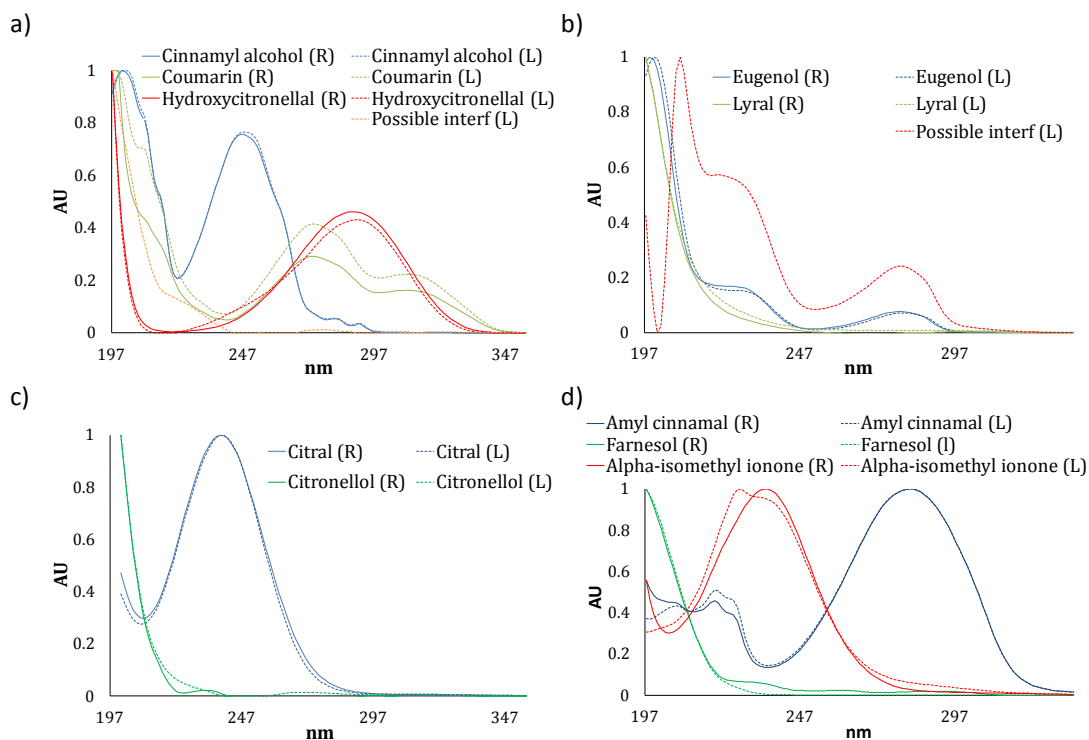 a)
Cinnamyl alcohol (R) Cinnamyl alcohol (L)
Coumarin (R) Coumarin (L)
Hydroxycitronellal (R) Hydroxycitronellal (L)
Possible interf (L)
1
0.8
0.6
0.4
0.2
0
AU
197 247 297 347
nm
b)
Eugenol (R) Eugenol (L)
Lyral (R) Lyral (L)
Possible interf (L)
1
0.8
0.6
0.4
0.2
0
AU
197 247 297
nm
c)
Citral (R) Citral (L)
Citronellol (R) Citronellol (L)
1
0.8
0.6
0.4
0.2
0
AU
197 247 297 347
nm
d)
Amyl cinnamal (R) Amyl cinnamal (L)
Farnesol (R) Farnesol (l)
Alpha-isomethyl ionone (R) Alpha-isomethyl ionone (L)
1
0.8
0.6
0.4
0.2
0
AU
197 247 297
nm